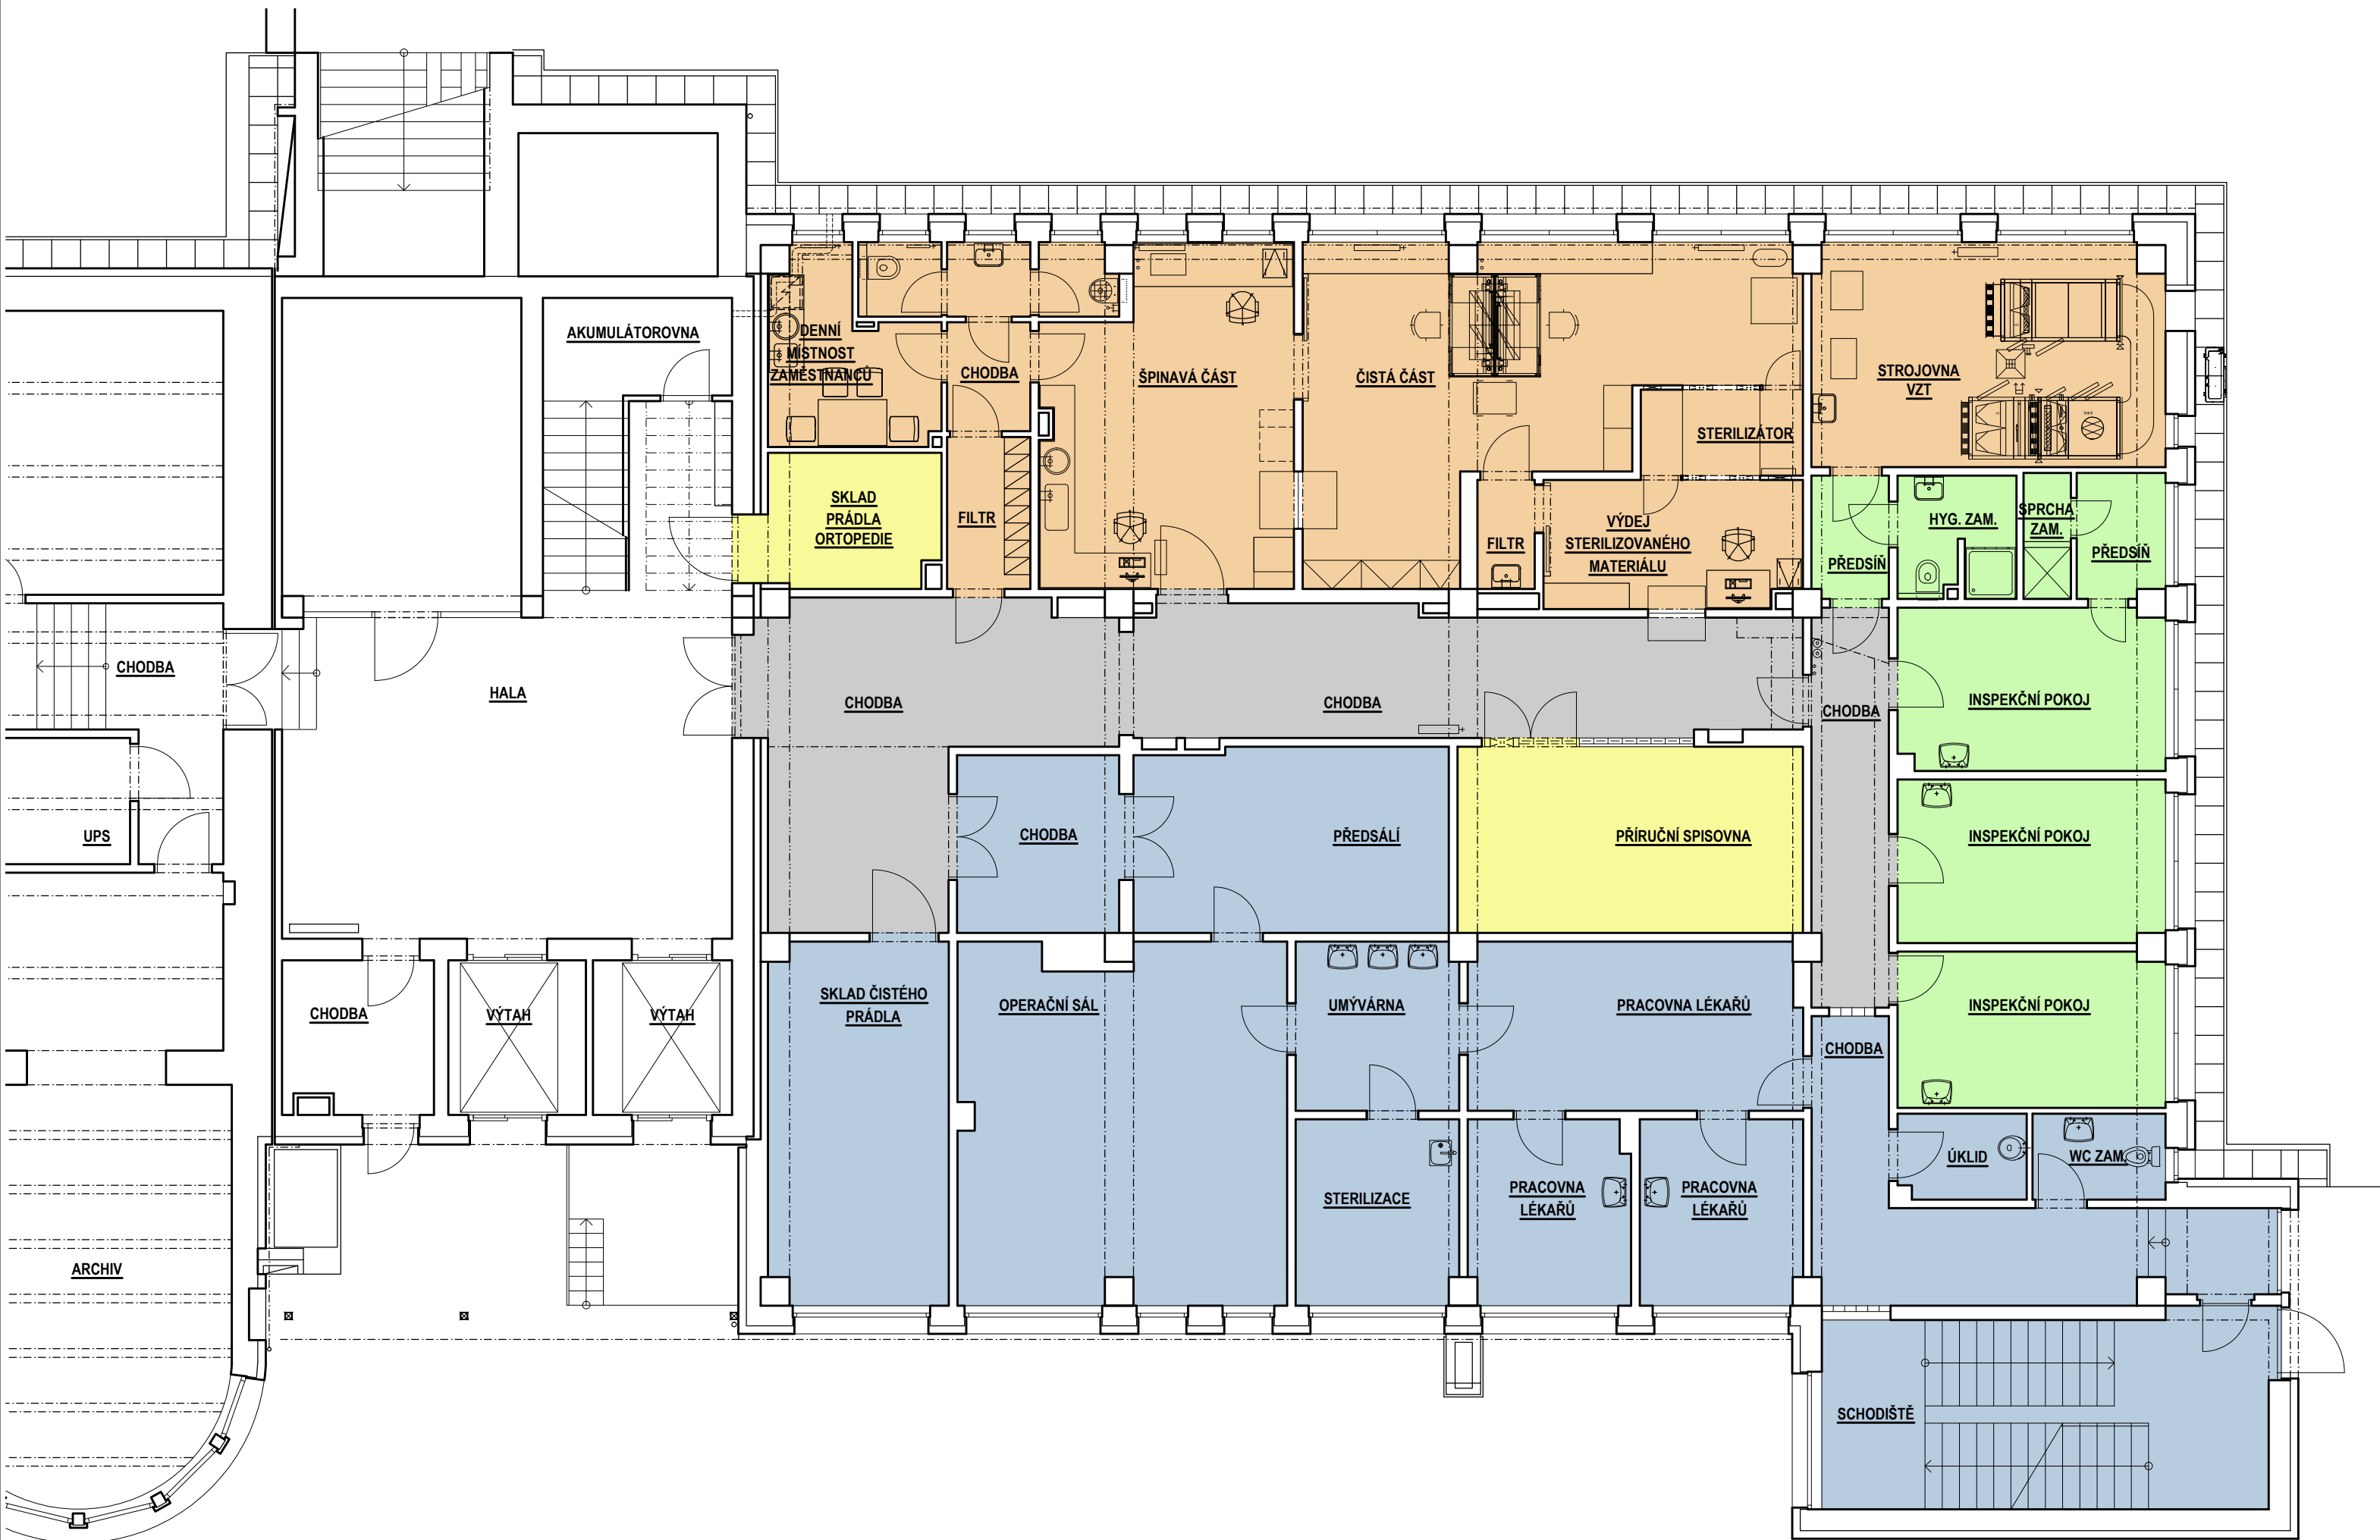 AKUMULÁTOROVNA
DENNÍ
MÍSTNOST
ZAMĚSTNANCŮ
CHODBA
ŠPINAVÁ ČÁST
ČISTÁ ČÁST
STROJOVNA
VZT
STERILIZÁTOR
SKLAD
PRÁDLA
ORTOPEDIE
FILTR
FILTR
VÝDEJ
STERILIZOVANÉHO
MATERIÁLU
PŘEDSÍŇ
HYG. ZAM.
SPRCHA
ZAM.
PŘEDSÍŇ
CHODBA
HALA
CHODBA
CHODBA
CHODBA
INSPEKČNÍ POKOJ
UPS
CHODBA
PŘEDSÁLÍ
PŘÍRUČNÍ SPISOVNA
INSPEKČNÍ POKOJ
CHODBA
VÝTAH
VÝTAH
SKLAD ČISTÉHO
PRÁDLA
OPERAČNÍ SÁL
UMÝVÁRNA
PRACOVNA LÉKAŘŮ
CHODBA
INSPEKČNÍ POKOJ
STERILIZACE
PRACOVNA
LÉKAŘŮ
PRACOVNA
LÉKAŘŮ
ÚKLID
WC ZAM.
ARCHIV
SCHODIŠTĚ